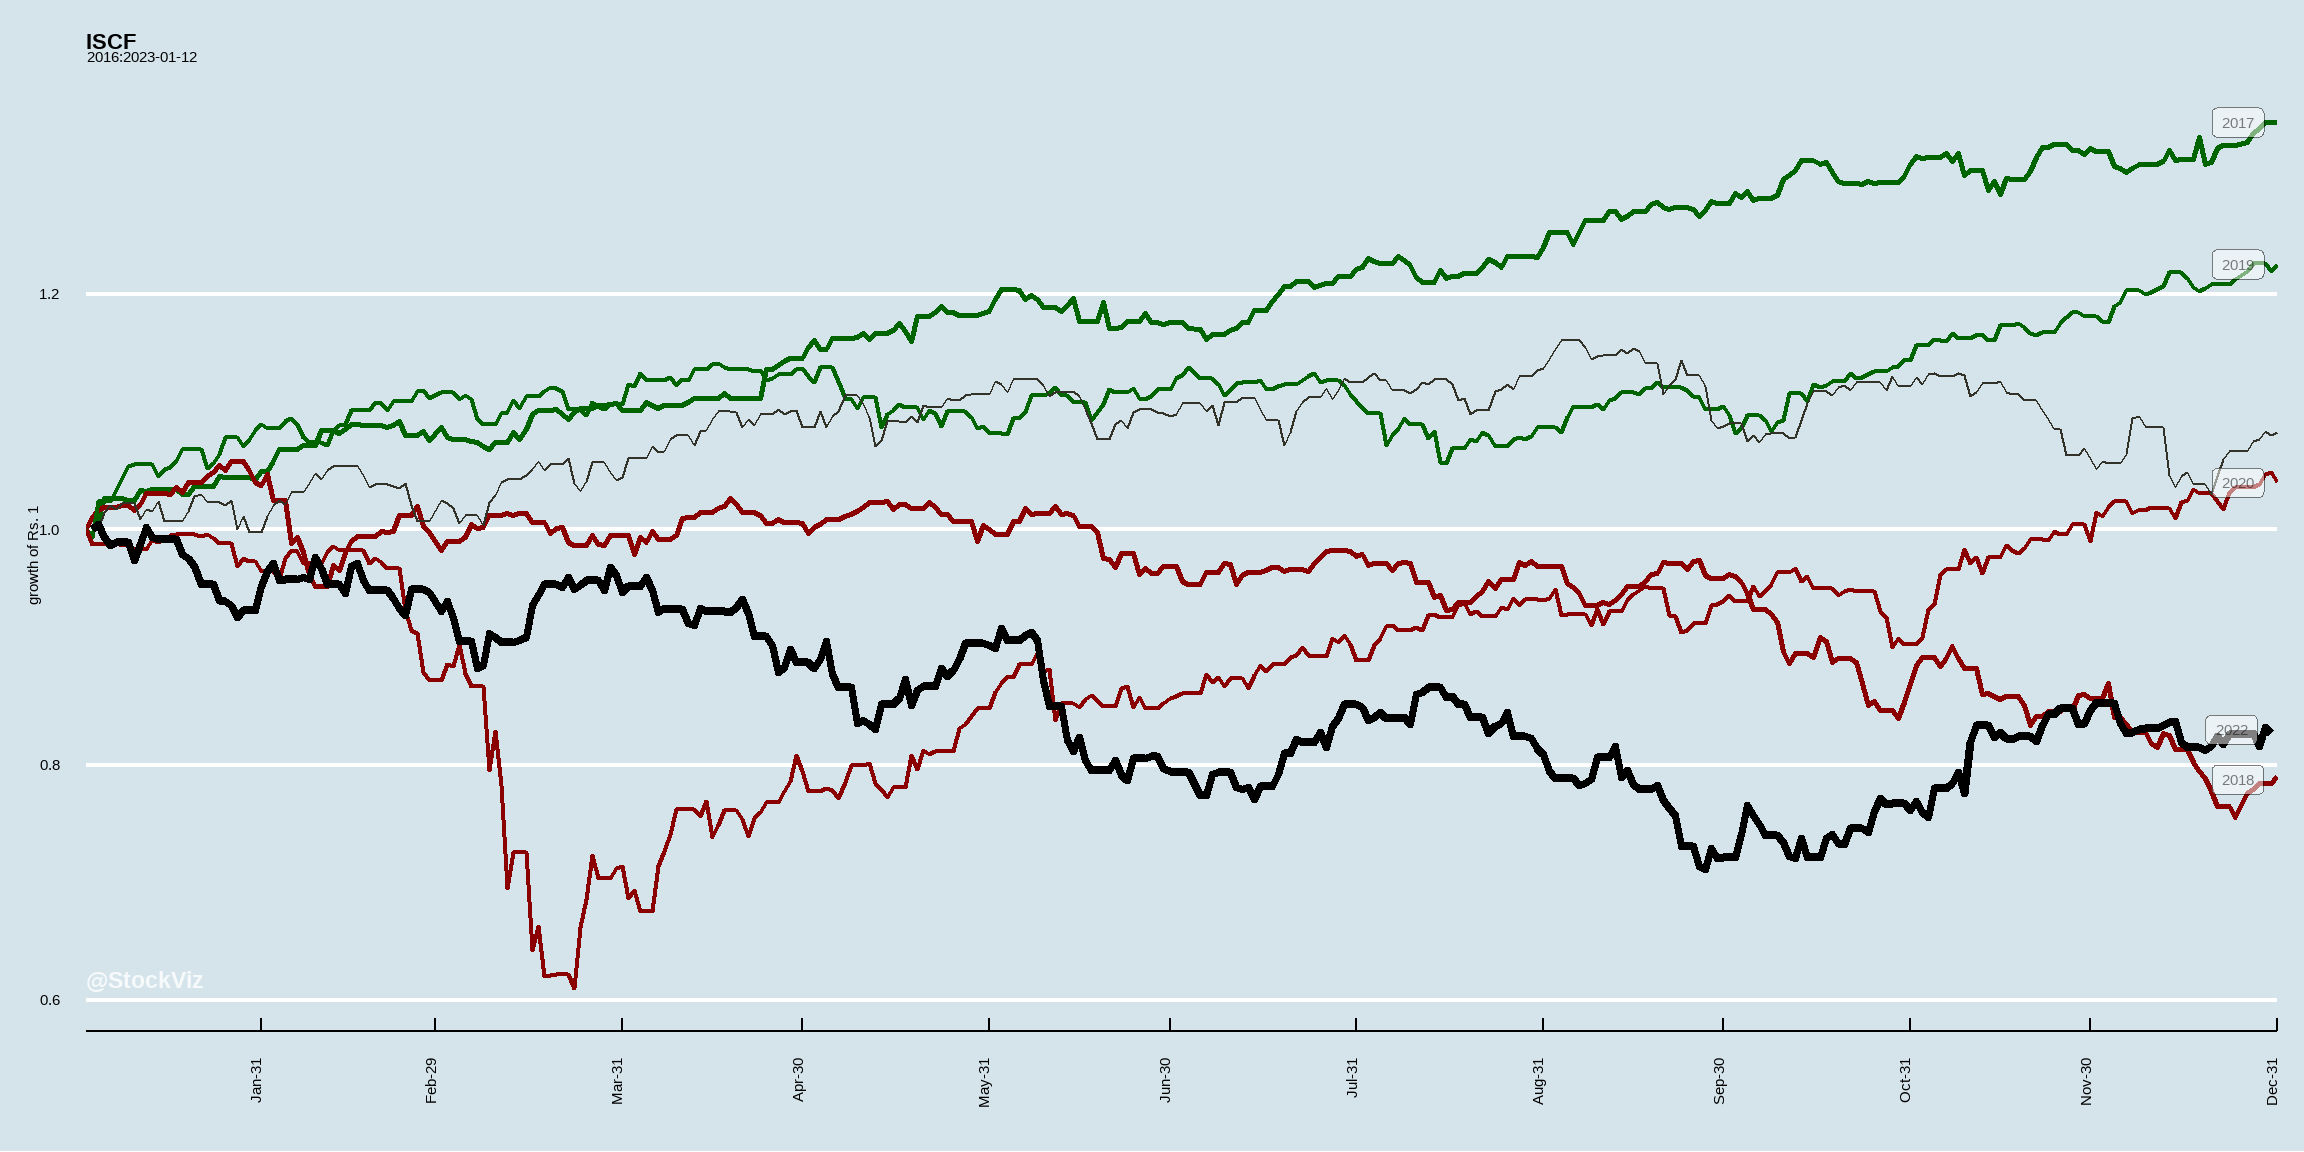 ISCF
2016:2023-01-12
2017
2019
1.2
2020
growth of Rs. 1
1.0
2022
0.8
2018
@StockViz
0.6
Jan-31
Feb-29
Mar-31
Apr-30
May-31
Jun-30
Jul-31
Aug-31
Sep-30
Oct-31
Nov-30
Dec-31